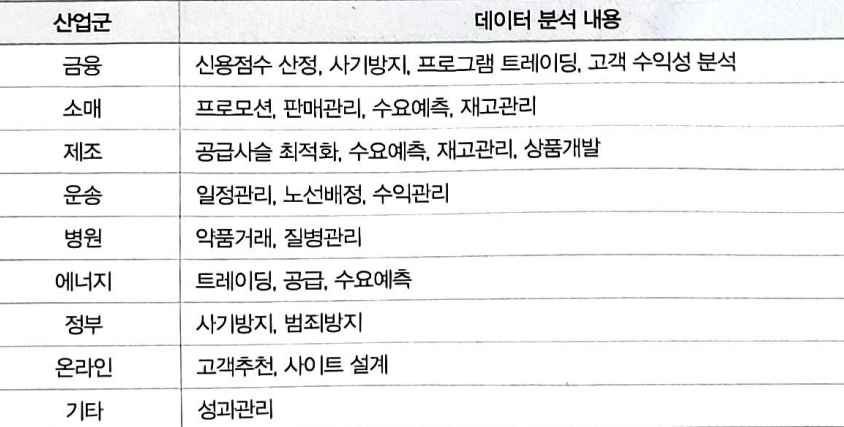 산업군 데이터 분석 내용
금융 신용점수 산정, 사기방지, 프로그램 트레이딩, 고객 수익성 분석
소매 프로모션, 판매관리, 수요예측, 재고관리
제조 공급사슬 최적화, 수요예측, 재고관리, 상품개발
운송 일정관리, 노선배정, 수익관리
병원 약품거래, 질병관리
에너지 트레이딩, 공급, 수요예측
정부 사기방지, 범죄방지
온라인 고객추천, 사이트 설계
기타 성과관리